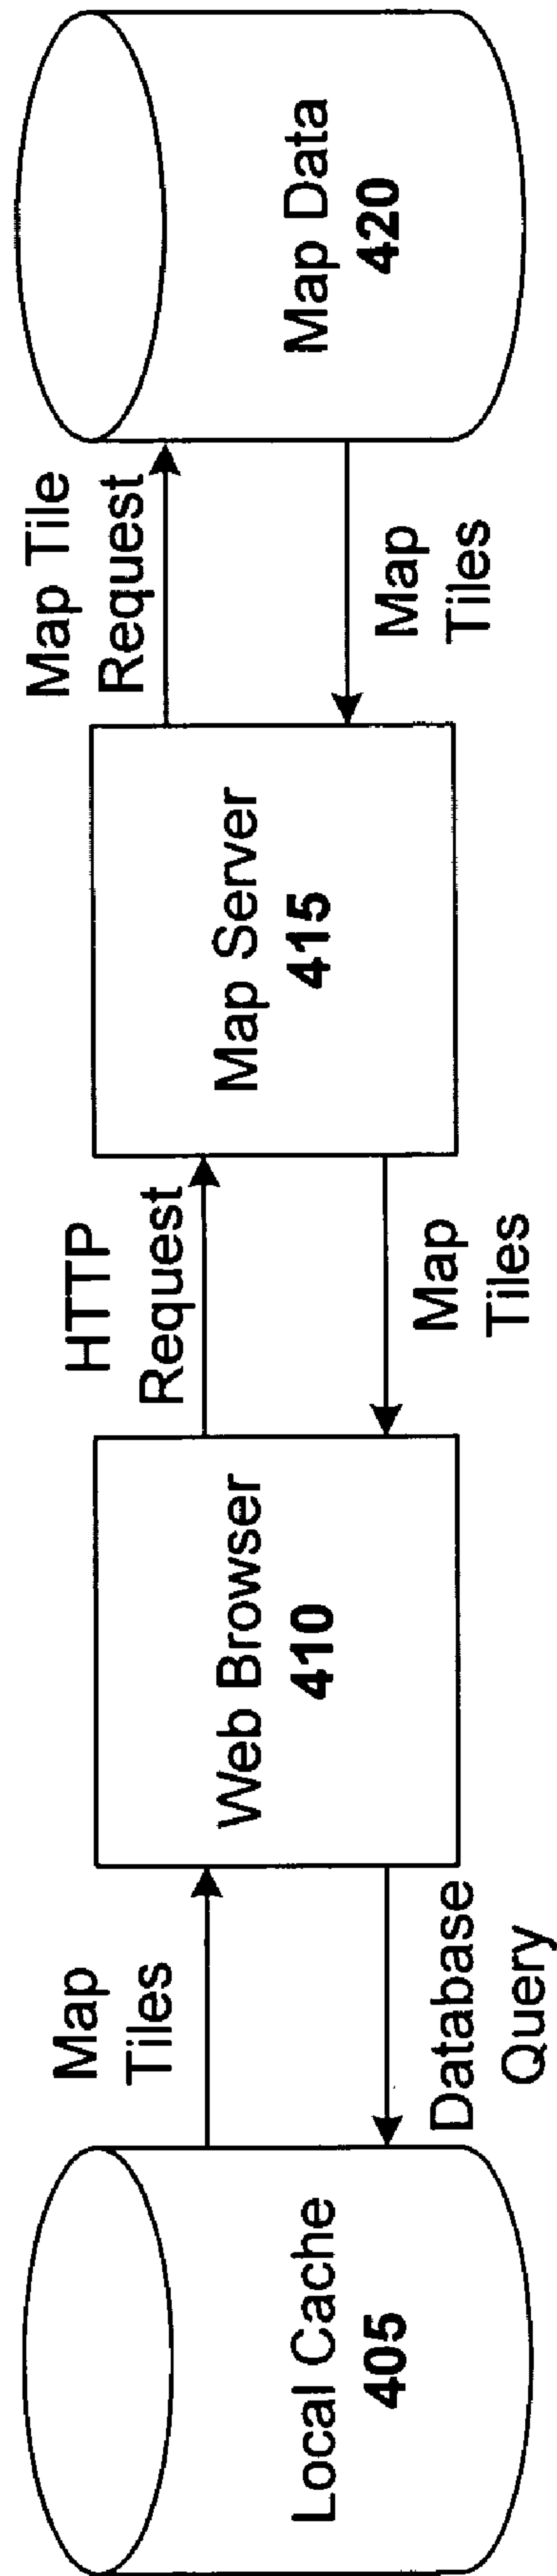 Local Cache
405
Map
Tiles
Database
Query
Web Browser
410
HTTP
Request
Map
Tiles
Map Server
415
Map Tile
Request
Map
Tiles
Map Data
420